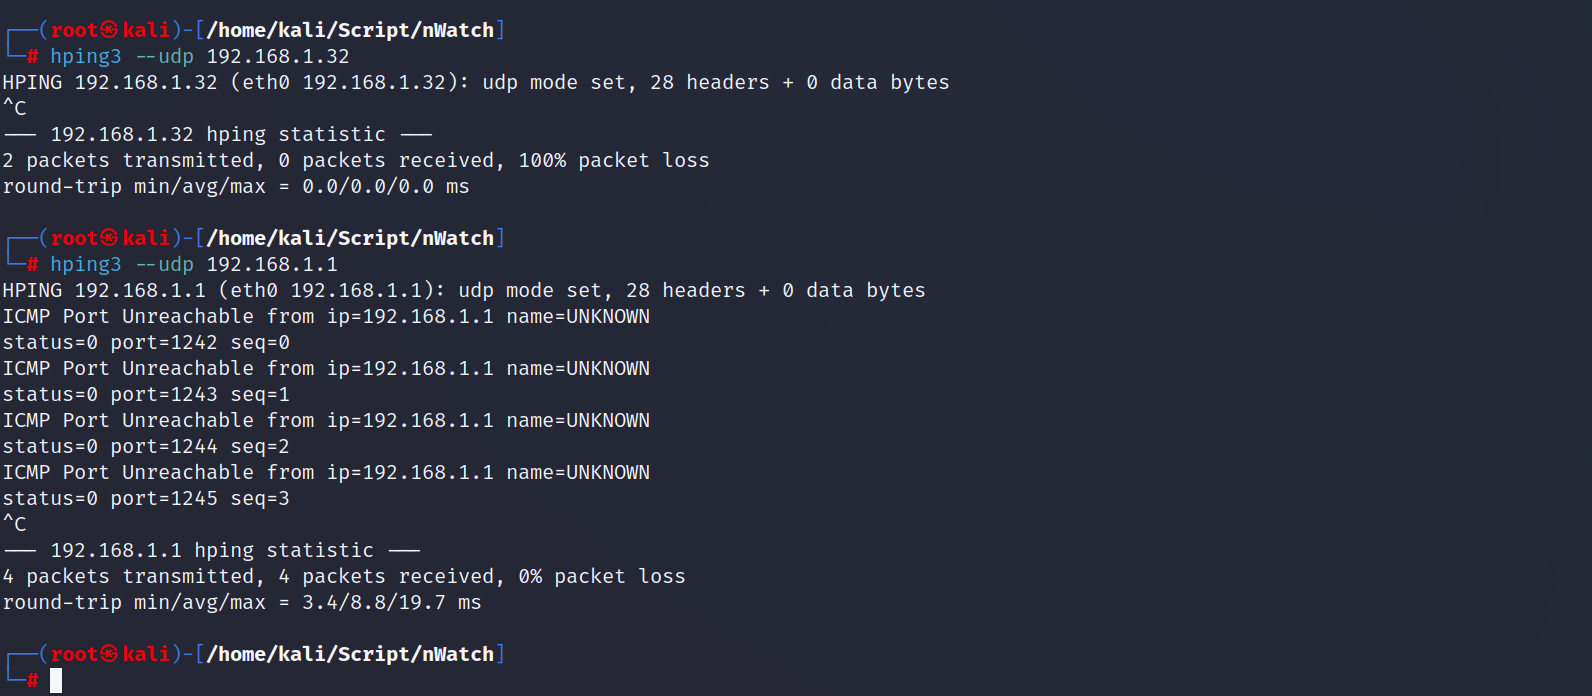 ┌──(root㉿kali)-[/home/kali/Script/nWatch]
└─# hping3 --udp 192.168.1.32
HPING 192.168.1.32 (eth0 192.168.1.32): udp mode set, 28 headers + 0 data bytes
^C
--- 192.168.1.32 hping statistic ---
2 packets transmitted, 0 packets received, 100% packet loss
round-trip min/avg/max = 0.0/0.0/0.0 ms
┌──(root㉿kali)-[/home/kali/Script/nWatch]
└─# hping3 --udp 192.168.1.1
HPING 192.168.1.1 (eth0 192.168.1.1): udp mode set, 28 headers + 0 data bytes
ICMP Port Unreachable from ip=192.168.1.1 name=UNKNOWN
status=0 port=1242 seq=0
ICMP Port Unreachable from ip=192.168.1.1 name=UNKNOWN
status=0 port=1243 seq=1
ICMP Port Unreachable from ip=192.168.1.1 name=UNKNOWN
status=0 port=1244 seq=2
ICMP Port Unreachable from ip=192.168.1.1 name=UNKNOWN
status=0 port=1245 seq=3
^C
--- 192.168.1.1 hping statistic ---
4 packets transmitted, 4 packets received, 0% packet loss
round-trip min/avg/max = 3.4/8.8/19.7 ms
┌──(root㉿kali)-[/home/kali/Script/nWatch]
└─#